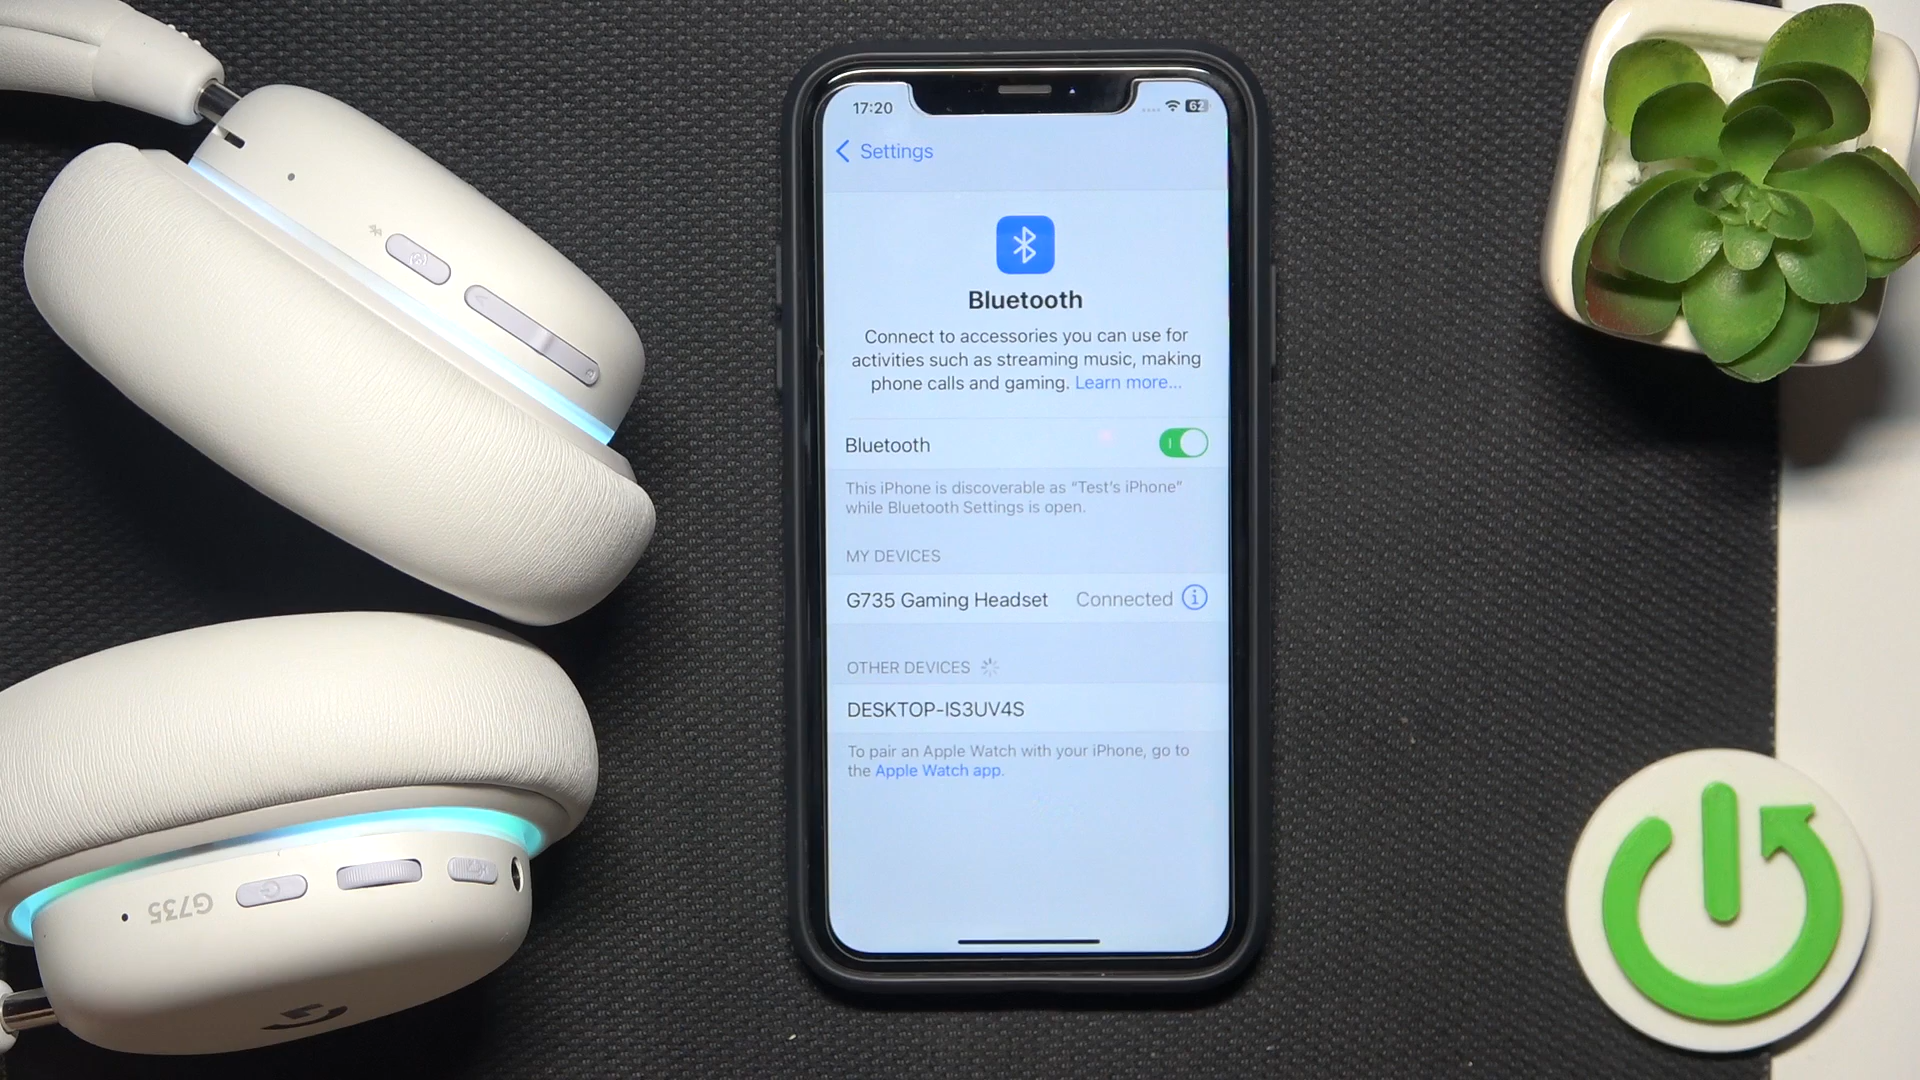 17:20
62
Settings
Bluetooth
Connect to accessories you can use for
activities such as streaming music, making
phone calls and gaming. Learn more...
Bluetooth
This iPhone is discoverable as “Test's iPhone”
while Bluetooth Settings is open.
MY DEVICES
G735 Gaming Headset Connected
OTHER DEVICES
DESKTOP-IS3UV4S
To pair an Apple Watch with your iPhone, go to
the Apple Watch app.
G735